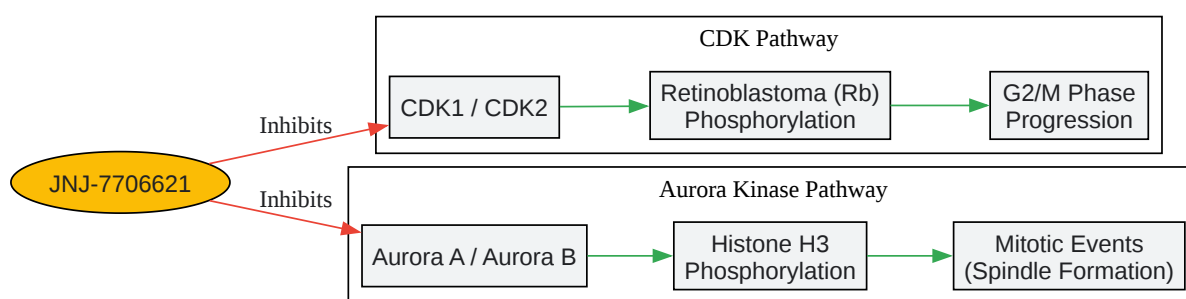 CDK Pathway
CDK1 / CDK2
Retinoblastoma (Rb)
Phosphorylation
G2/M Phase
Progression
Inhibits
JNJ-7706621
Inhibits
Aurora Kinase Pathway
Aurora A / Aurora B
Histone H3
Phosphorylation
Mitotic Events
(Spindle Formation)